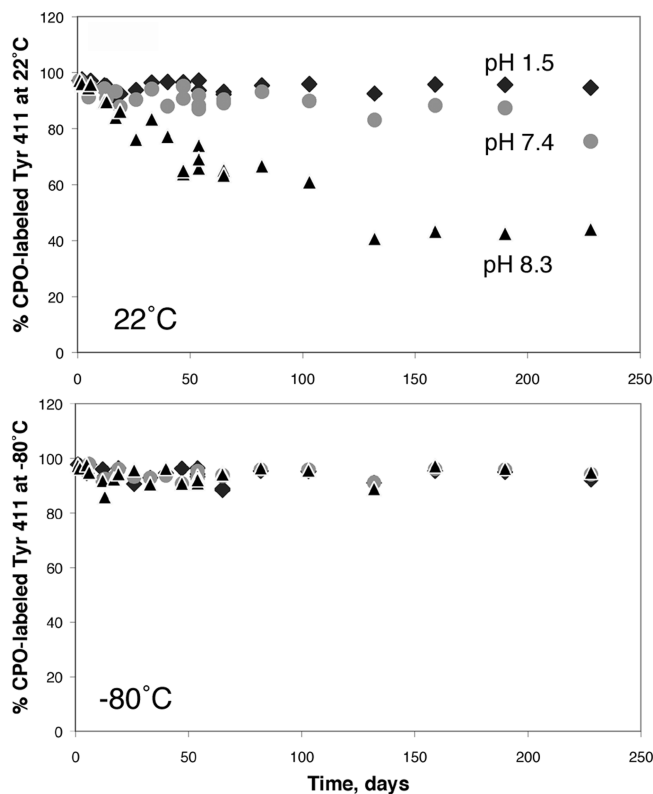 % CPO-labeled Tyr 411 at 22˚C
120
100
80
60
40
20
0
pH 1.5
pH 7.4
pH 8.3
22˚C
0 50 100 150 200 250
% CPO-labeled Tyr 411 at -80˚C
120
100
80
60
40
20
0
-80˚C
0 50 100 150 200 250
Time, days